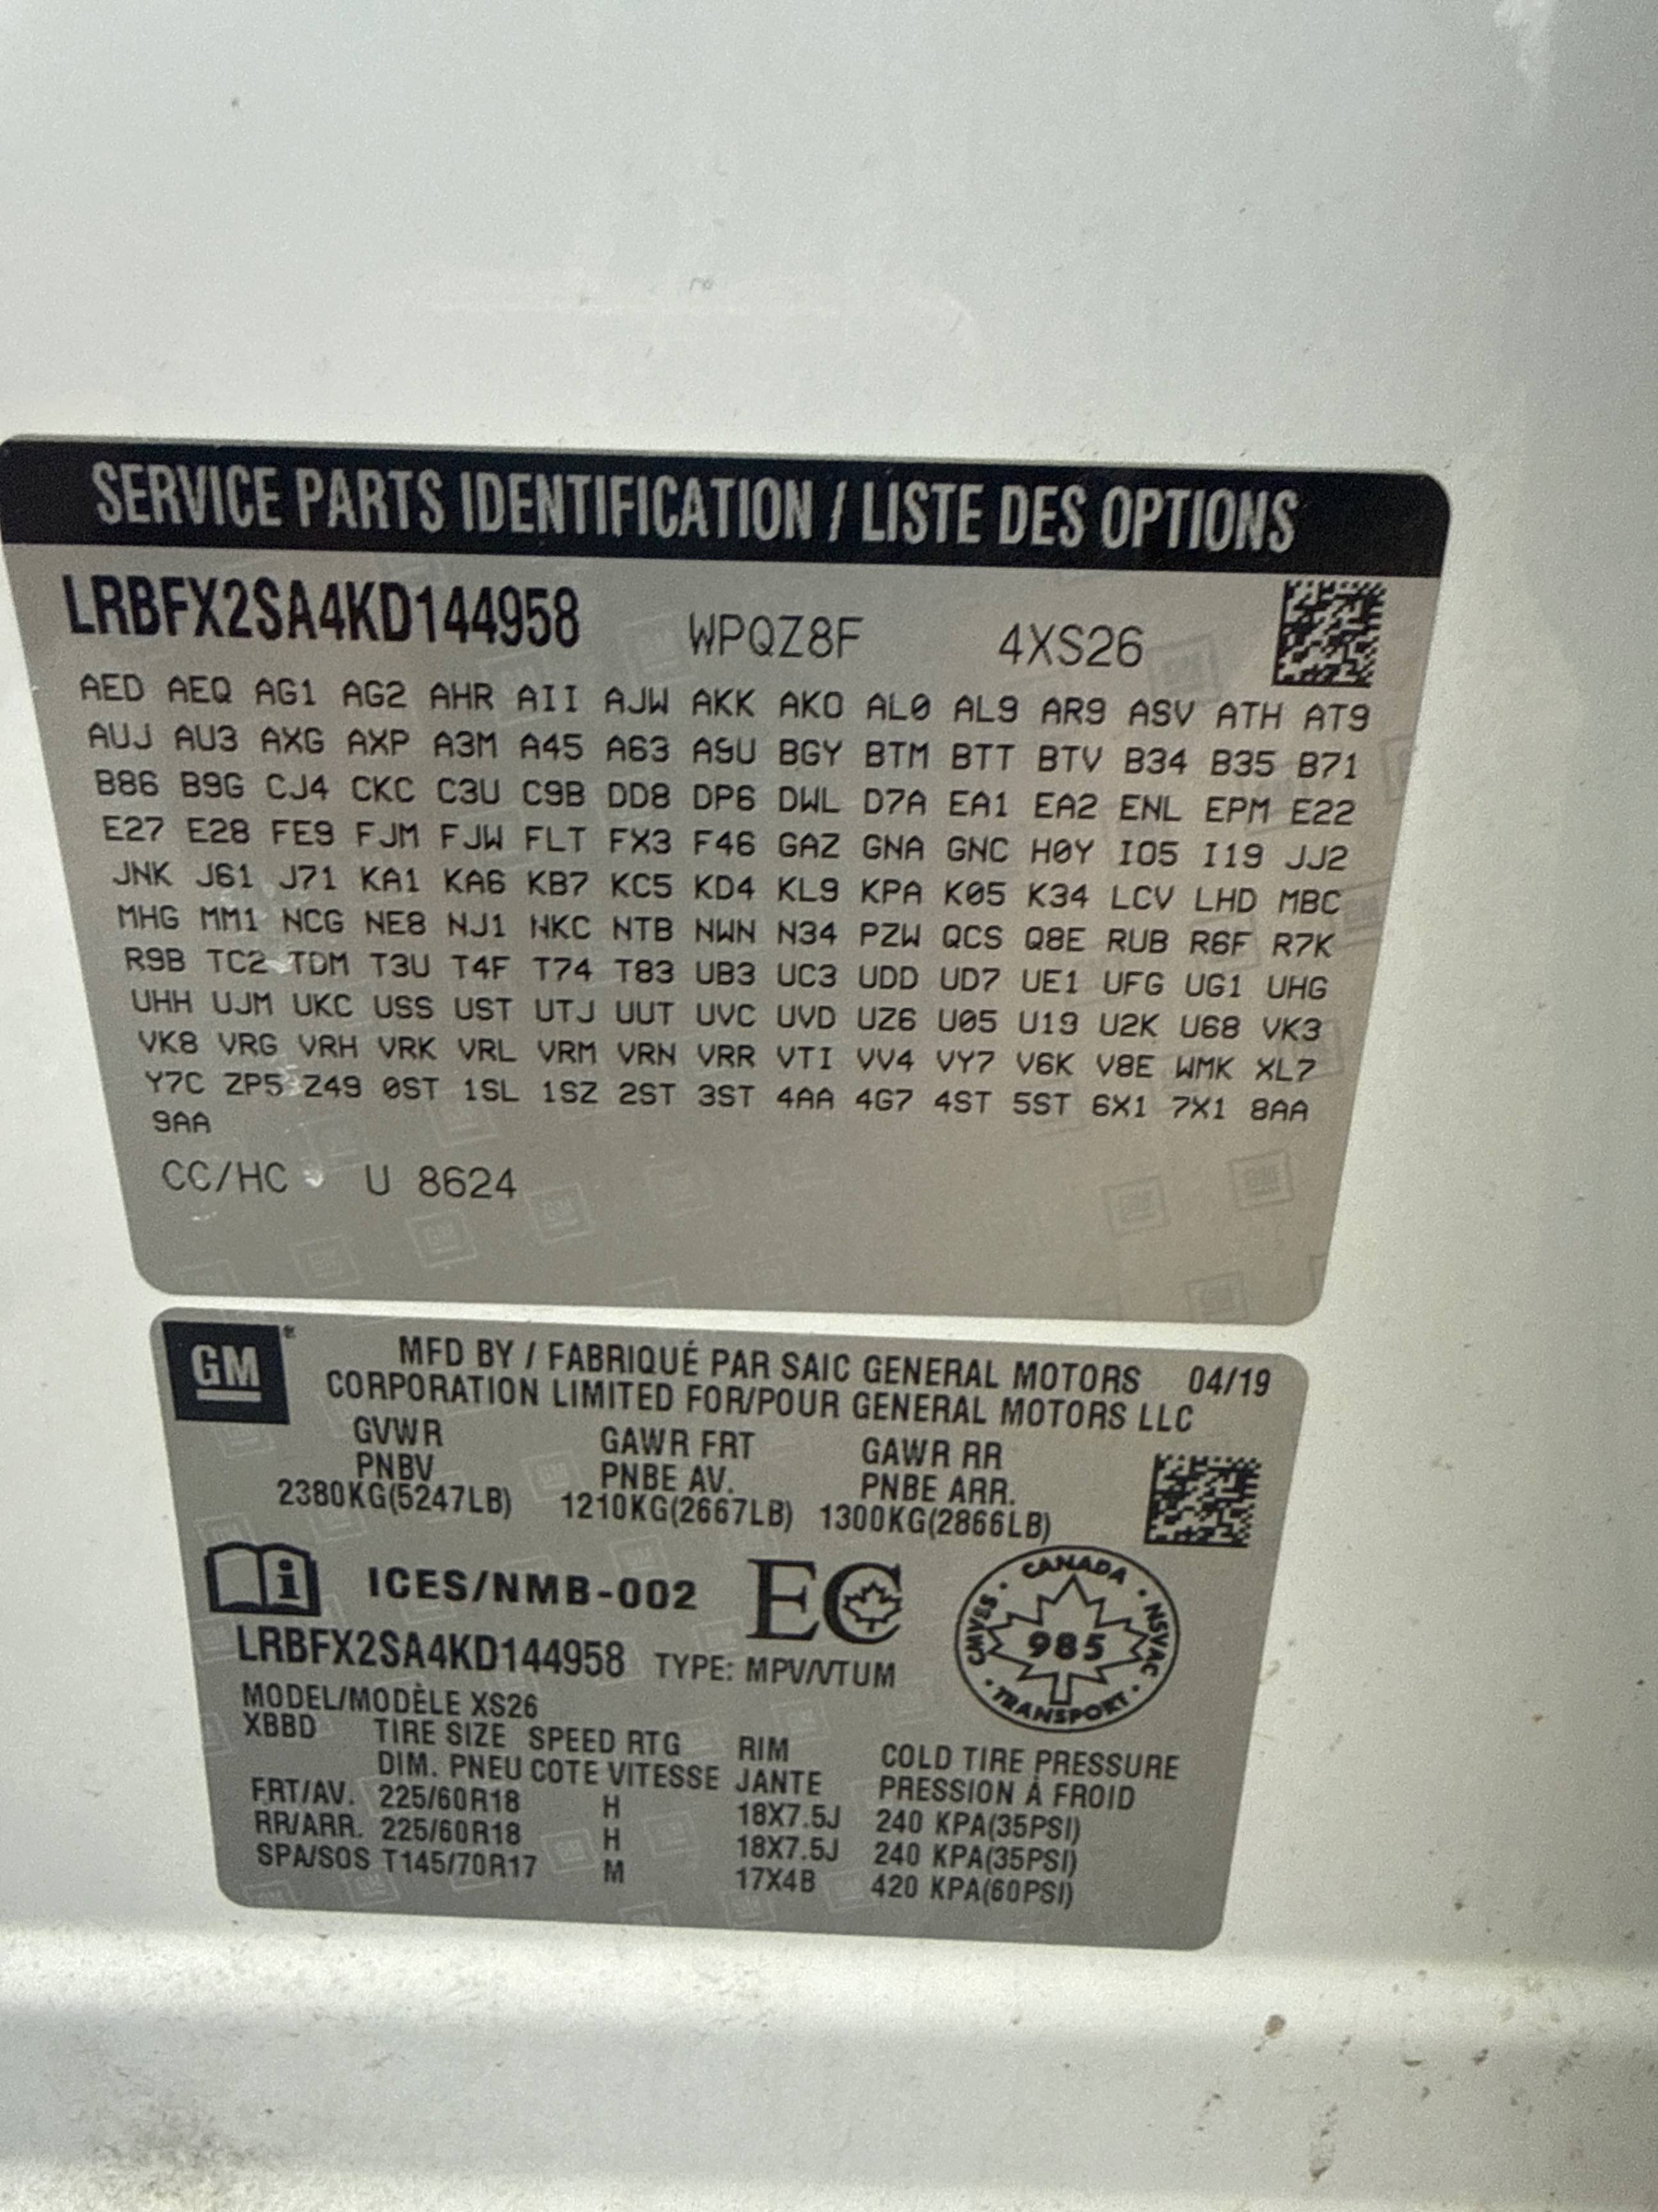 SERVICE PARTS IDENTIFICATION / LISTE DES OPTIONS
LRBFX2SA4KD144958 WPQZ8F 4XS26
AED AEQ AG1 AG2 AHR AII AJW AKK AKO AL0 AL9 AR9 ASV ATH AT9
AUJ AU3 AXG AXP A3M A45 A63 A9U BGY BTM BTT BTV B34 B35 B71
B86 B9G CJ4 CKC C3U C9B DD8 DP6 DWL D7A EA1 EA2 ENL EPM E22
E27 E28 FE9 FJM FJW FLT FX3 F46 GAZ GNA GNC H0Y IO5 I19 JJ2
JNK J61 J71 KA1 KA6 KB7 KC5 KD4 KL9 KPA K05 K34 LCV LHD MBC
MHG MM1 NCG NE8 NJ1 NKC NTB NWN N34 PZW QCS Q8E RUB R6F R7K
R9B TC2 TDM T3U T4F T74 T83 UB3 UC3 UDD UD7 UE1 UFG UG1 UHG
UHH UJM UKC USS UST UTJ UUT UVC UVD UZ6 U05 U19 U2K U68 VK3
VK8 VRG VRH VRK VRL VRM VRN VRR VTI VV4 VY7 V6K V8E WMK XL7
Y7C ZP5 Z49 0ST 1SL 1SZ 2ST 3ST 4AA 4G7 4ST 5ST 6X1 7X1 8AA
9AA
CC/HC U 8624
GM MFD BY / FABRIQUÉ PAR SAIC GENERAL MOTORS 04/19
CORPORATION LIMITED FOR/POUR GENERAL MOTORS LLC
GVWR GAWR FRT GAWR RR
PNBV PNBE AV. PNBE ARR.
2380KG(5247LB) 1210KG(2667LB) 1300KG(2866LB)
ICES/NMB-002 EC
CANADA · NSVAC · TRANSPORT · CMVSS
985
LRBFX2SA4KD144958 TYPE: MPV/VTUM
MODEL/MODÈLE XS26
XBBD TIRE SIZE SPEED RTG RIM COLD TIRE PRESSURE
DIM. PNEU COTE VITESSE JANTE PRESSION À FROID
FRT/AV. 225/60R18 H 18X7.5J 240 KPA(35PSI)
RR/ARR. 225/60R18 H 18X7.5J 240 KPA(35PSI)
SPA/SOS T145/70R17 M 17X4B 420 KPA(60PSI)